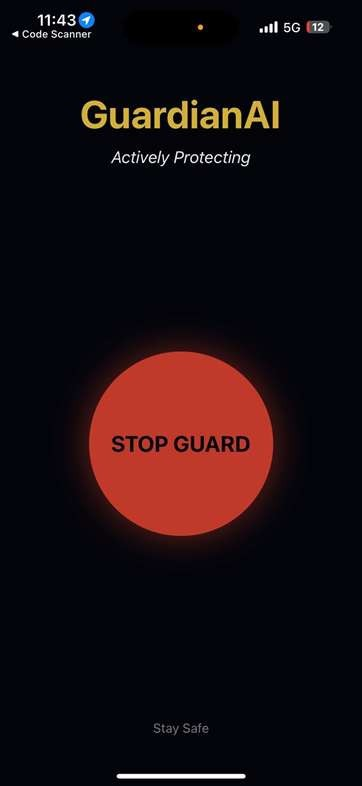 11:43
5G
12
◀ Code Scanner
GuardianAI
Actively Protecting
STOP GUARD
Stay Safe